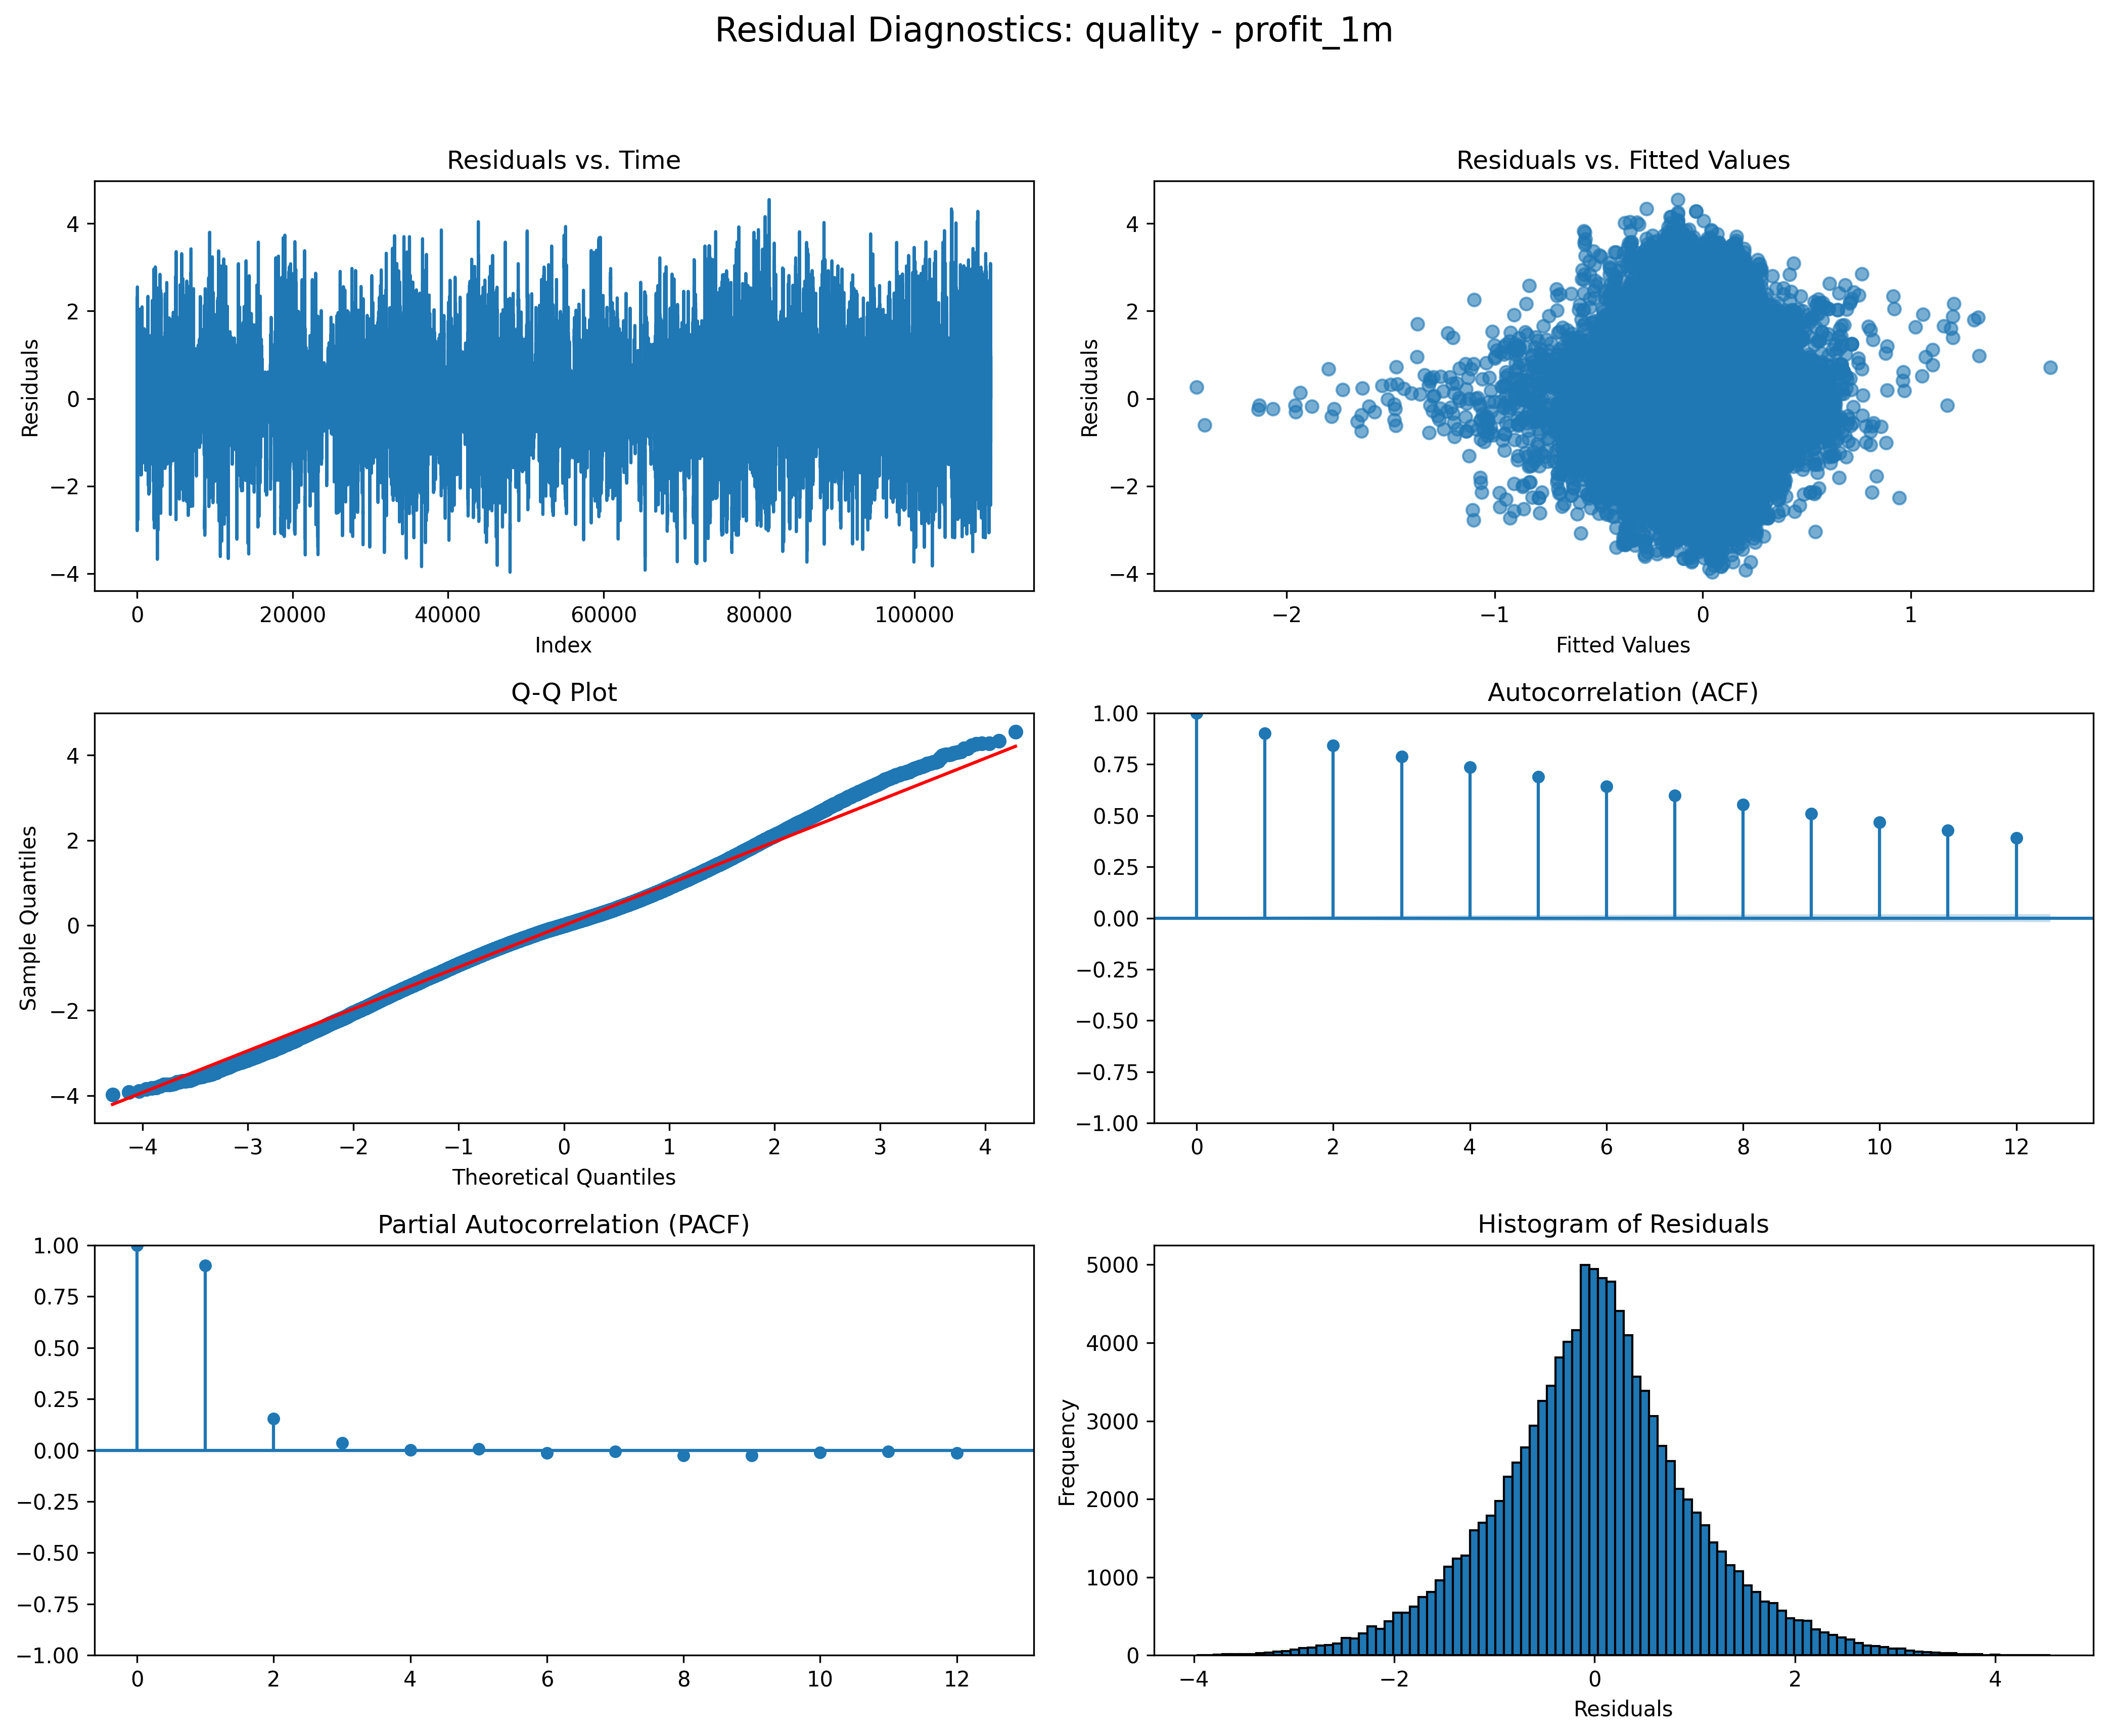 Residual Diagnostics: quality - profit_1m
Residuals vs. Time
Residuals
4
2
0
−2
−4
0 20000 40000 60000 80000 100000
Index
Residuals vs. Fitted Values
Residuals
4
2
0
−2
−4
−2 −1 0 1
Fitted Values
Q-Q Plot
Sample Quantiles
4
2
0
−2
−4
−4 −3 −2 −1 0 1 2 3 4
Theoretical Quantiles
Autocorrelation (ACF)
1.00
0.75
0.50
0.25
0.00
−0.25
−0.50
−0.75
−1.00
0 2 4 6 8 10 12
Partial Autocorrelation (PACF)
1.00
0.75
0.50
0.25
0.00
−0.25
−0.50
−0.75
−1.00
0 2 4 6 8 10 12
Histogram of Residuals
Frequency
5000
4000
3000
2000
1000
0
−4 −2 0 2 4
Residuals